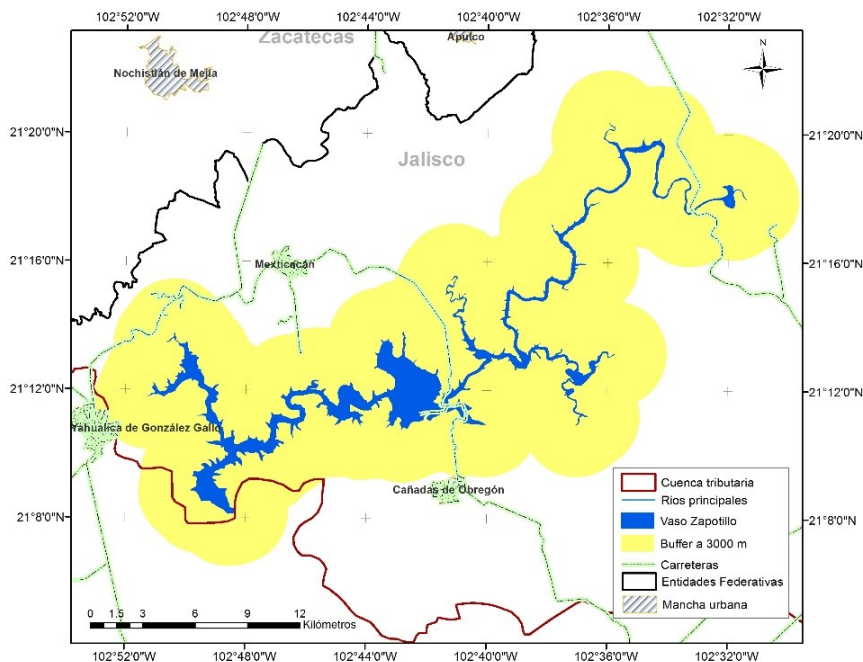 102°52'0"W 102°48'0"W 102°44'0"W 102°40'0"W 102°36'0"W 102°32'0"W
Zacatecas
Apulco
N
Nochistlán de Mejía
21°20'0"N 21°20'0"N
Jalisco
Mexticacán
21°16'0"N 21°16'0"N
21°12'0"N 21°12'0"N
Yahualica de González Gallo
Cañadas de Obregón
21°8'0"N 21°8'0"N
Cuenca tributaria
Rios principales
Vaso Zapotillo
Buffer a 3000 m
Carreteras
Entidades Federativas
Mancha urbana
0 1.5 3 6 9 12
Kilómetros
102°52'0"W 102°48'0"W 102°44'0"W 102°40'0"W 102°36'0"W 102°32'0"W